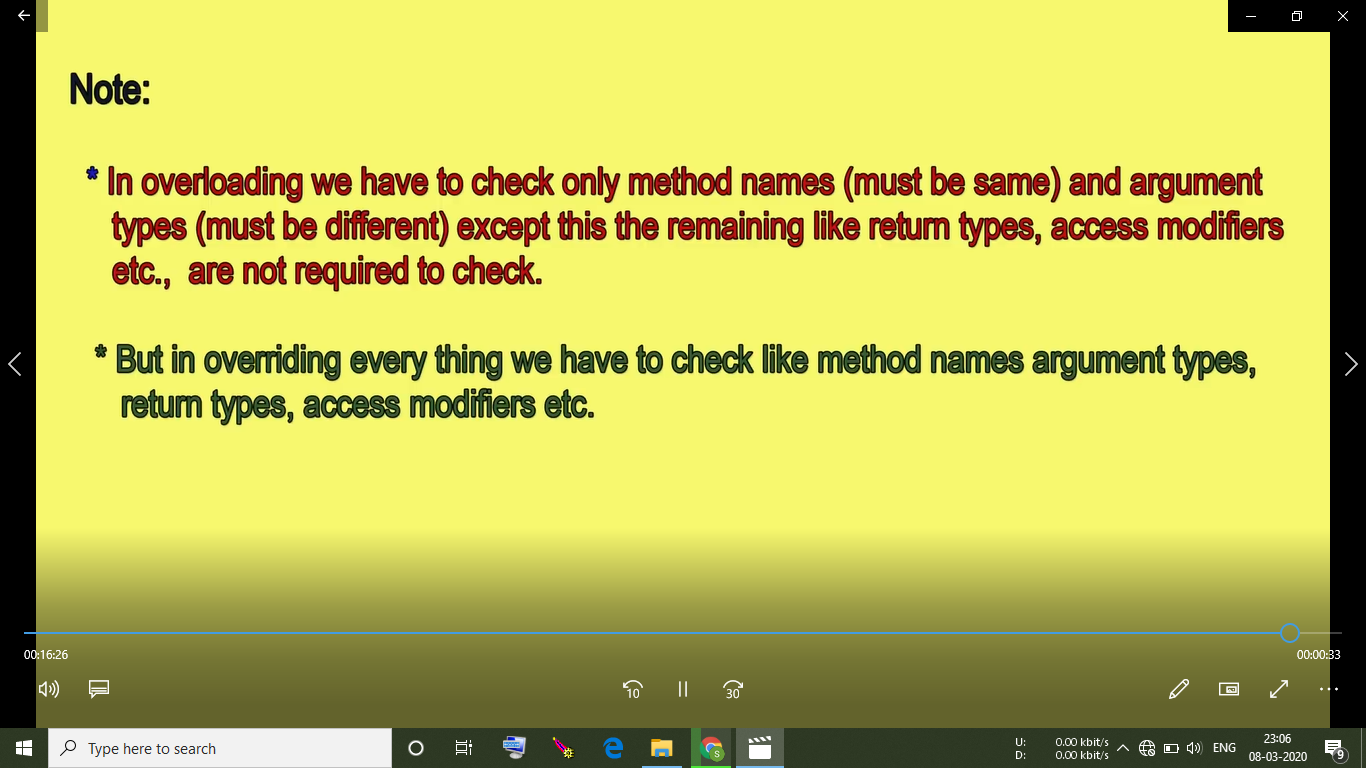 Note:
* In overloading we have to check only method names (must be same) and argument
types (must be different) except this the remaining like return types, access modifiers
etc., are not required to check.
* But in overriding every thing we have to check like method names argument types,
return types, access modifiers etc.
00:16:26
00:00:33
10
30
Type here to search
U: 0.00 kbit/s
D: 0.00 kbit/s
ENG
23:06
08-03-2020
9
S